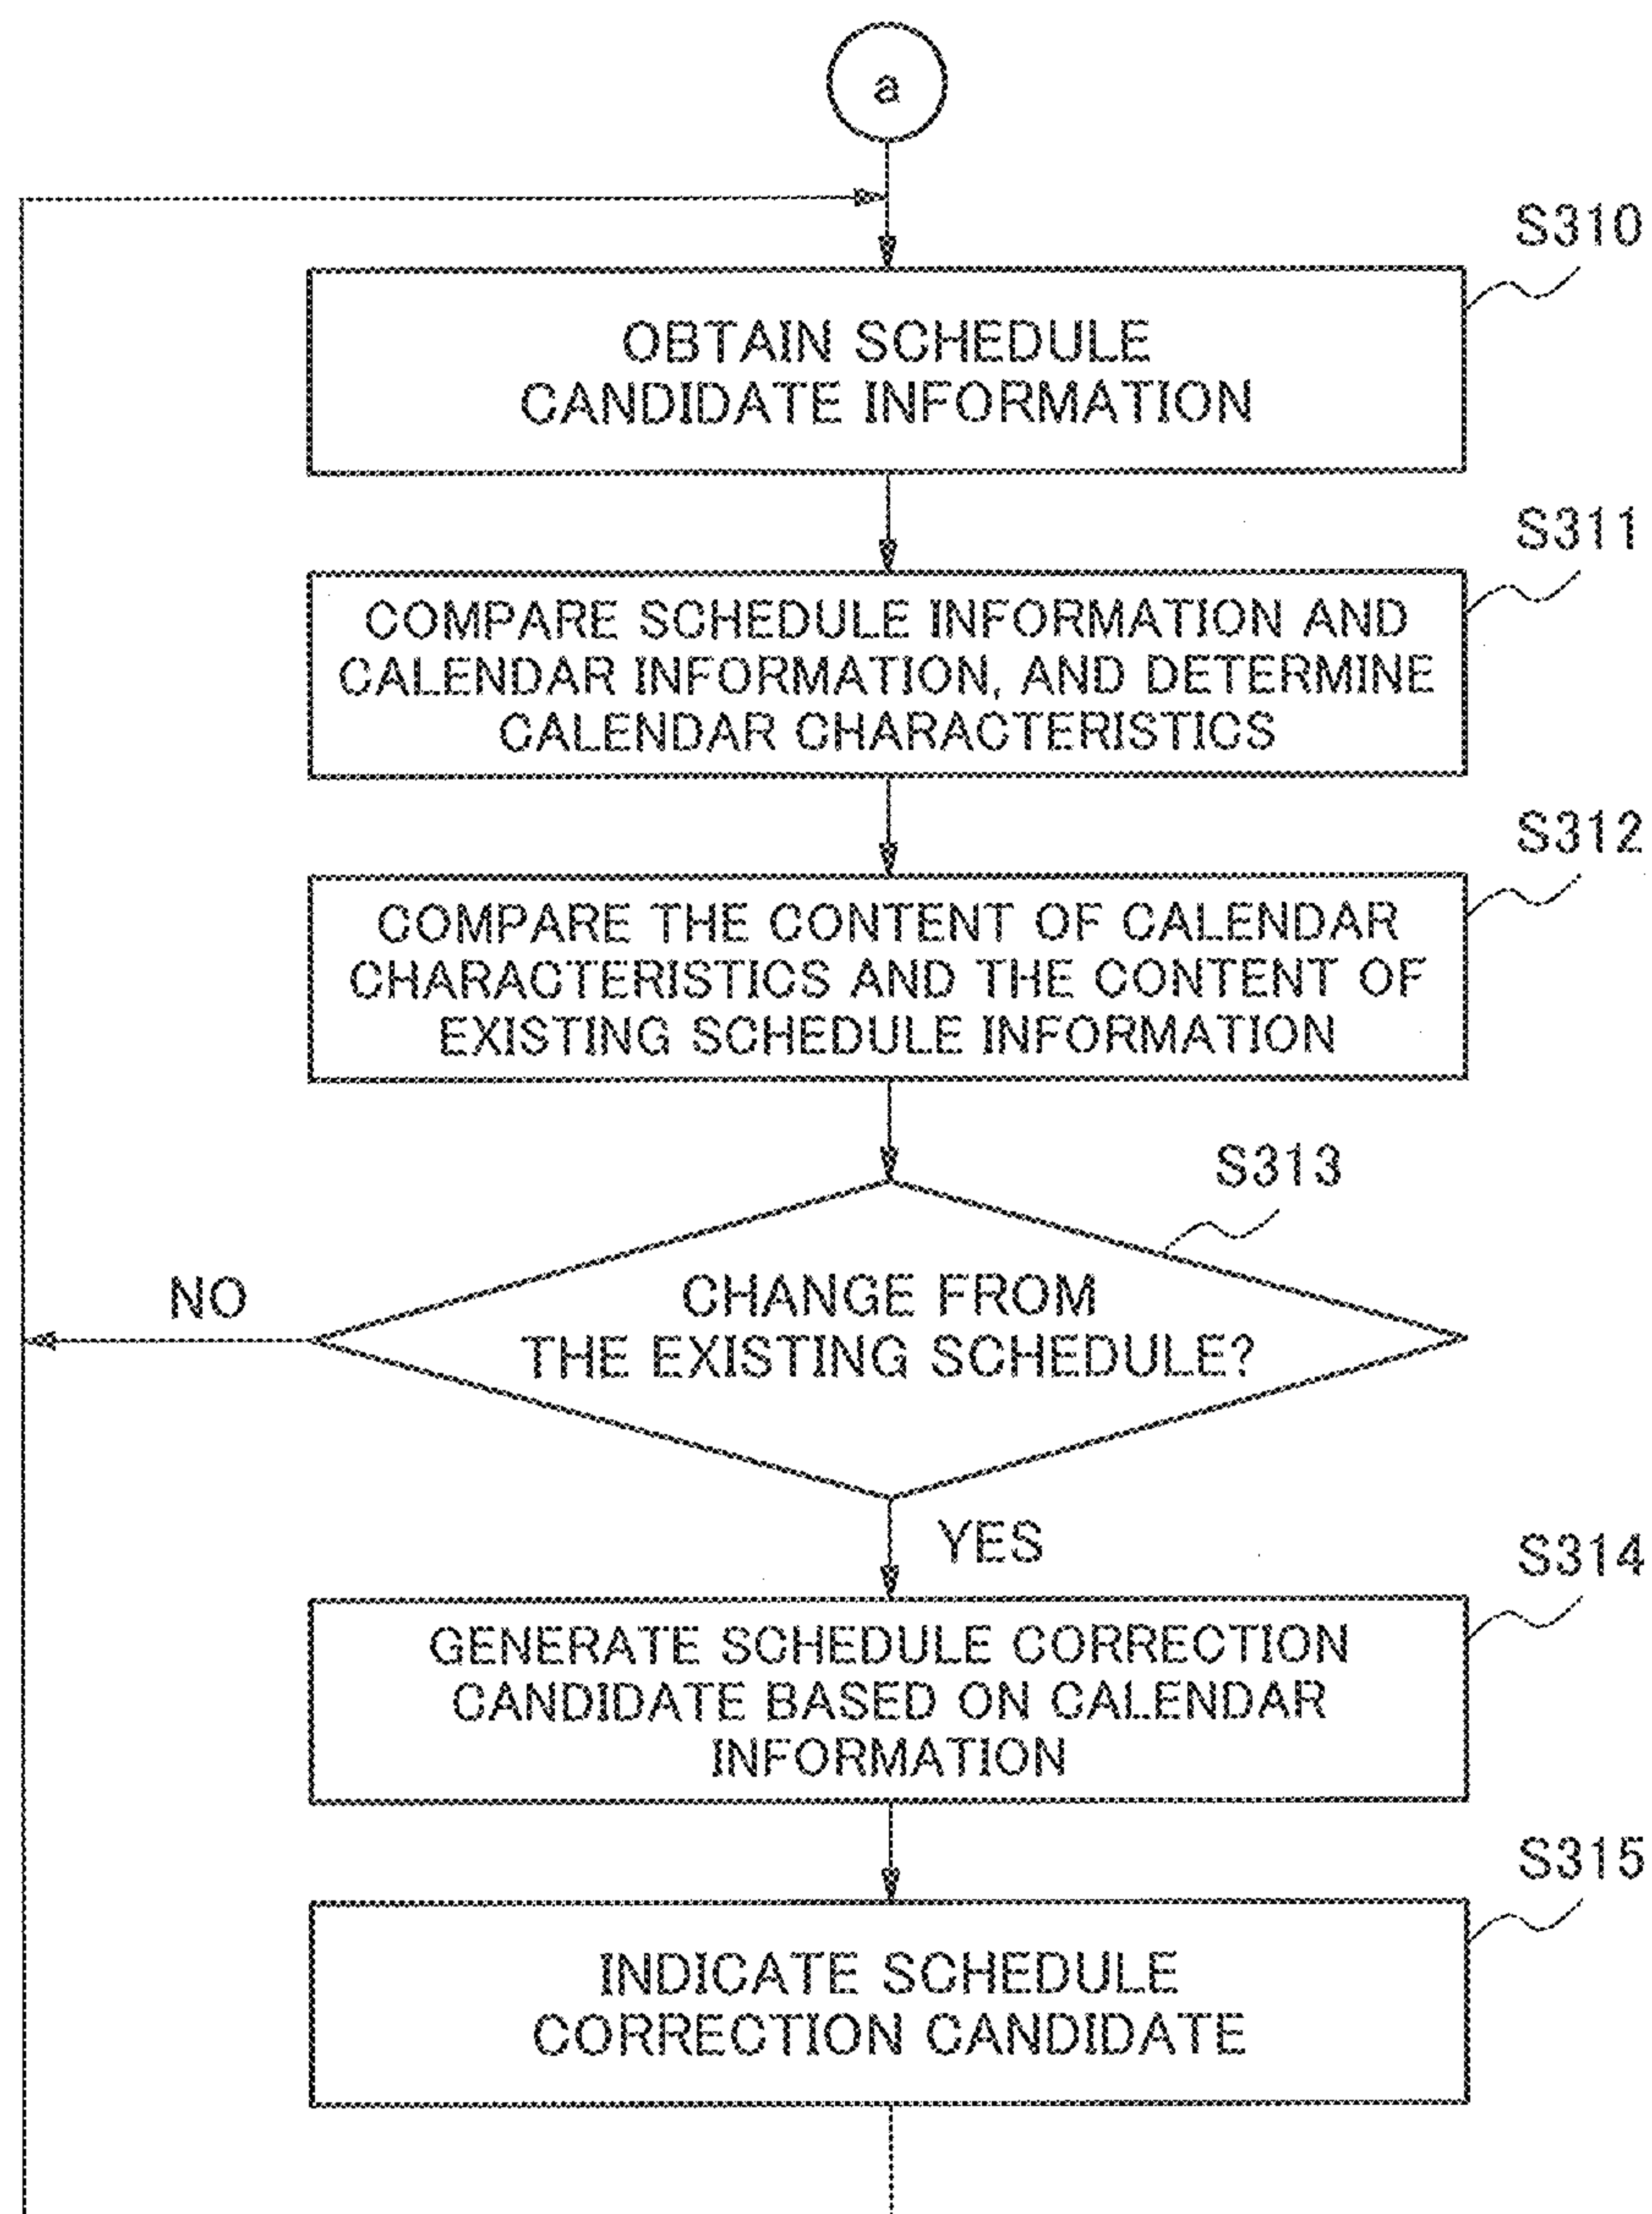 a
S310
OBTAIN SCHEDULE
CANDIDATE INFORMATION
S311
COMPARE SCHEDULE INFORMATION AND
CALENDAR INFORMATION, AND DETERMINE
CALENDAR CHARACTERISTICS
S312
COMPARE THE CONTENT OF CALENDAR
CHARACTERISTICS AND THE CONTENT OF
EXISTING SCHEDULE INFORMATION
S313
NO
CHANGE FROM
THE EXISTING SCHEDULE?
YES
S314
GENERATE SCHEDULE CORRECTION
CANDIDATE BASED ON CALENDAR
INFORMATION
S315
INDICATE SCHEDULE
CORRECTION CANDIDATE